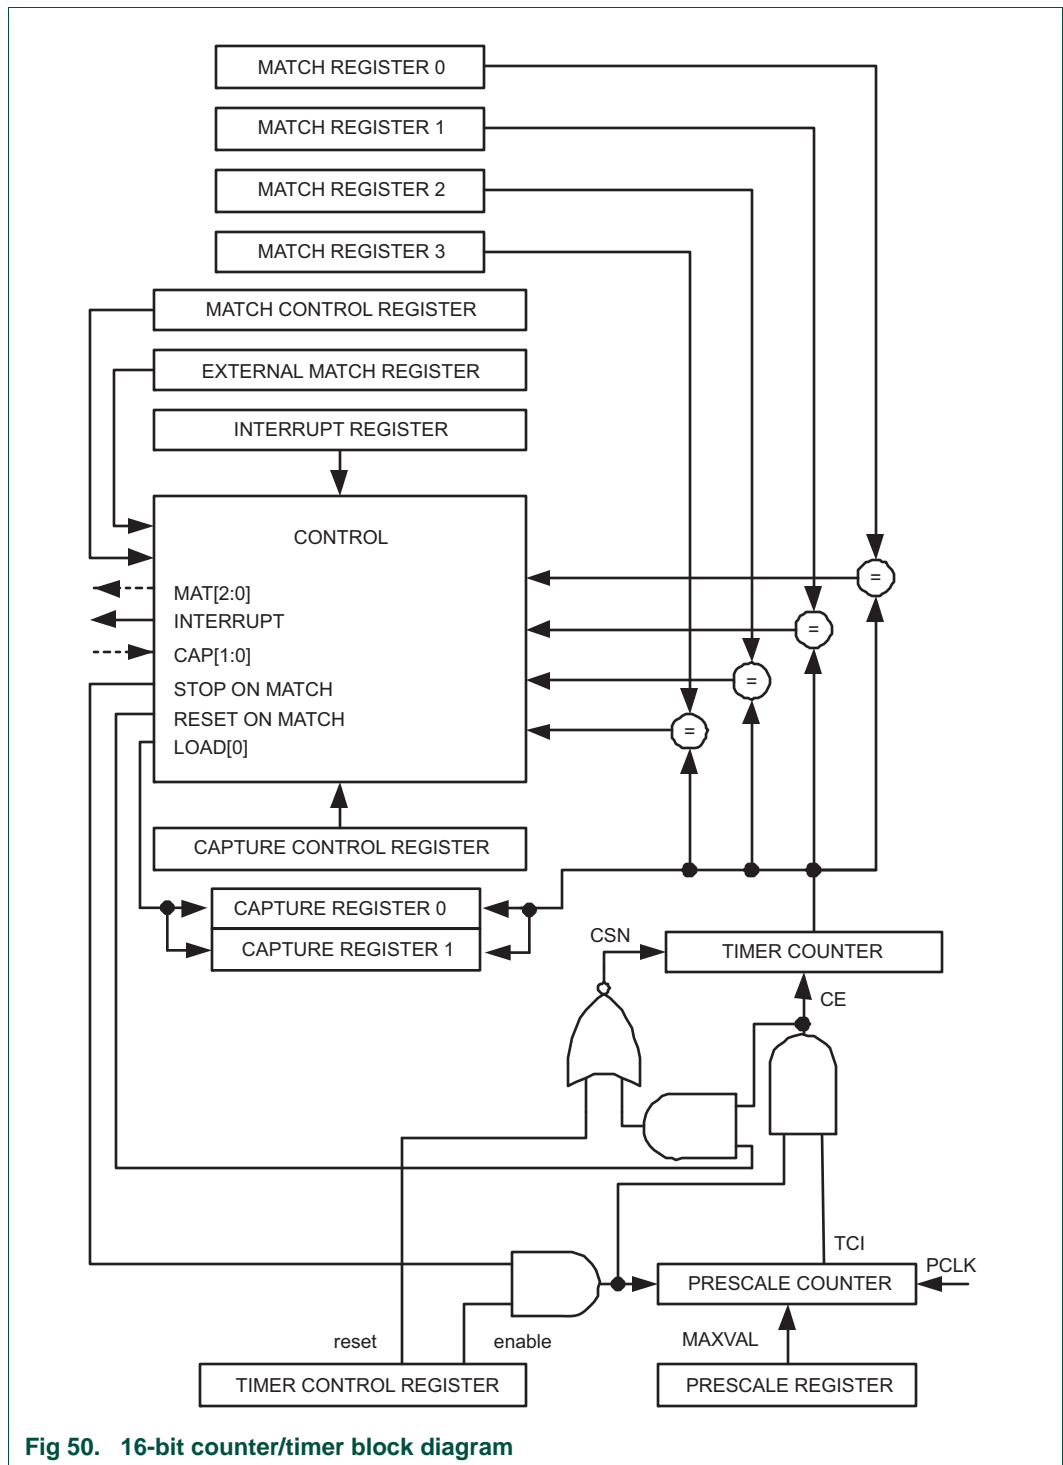 MATCH REGISTER 0
MATCH REGISTER 1
MATCH REGISTER 2
MATCH REGISTER 3
MATCH CONTROL REGISTER
EXTERNAL MATCH REGISTER
INTERRUPT REGISTER
CONTROL
MAT[2:0]
INTERRUPT
CAP[1:0]
STOP ON MATCH
RESET ON MATCH
LOAD[0]
=
=
=
=
CAPTURE CONTROL REGISTER
CAPTURE REGISTER 0
CAPTURE REGISTER 1
CSN
TIMER COUNTER
CE
TCI
PCLK
PRESCALE COUNTER
reset
enable
MAXVAL
TIMER CONTROL REGISTER
PRESCALE REGISTER
Fig 50. 16-bit counter/timer block diagram